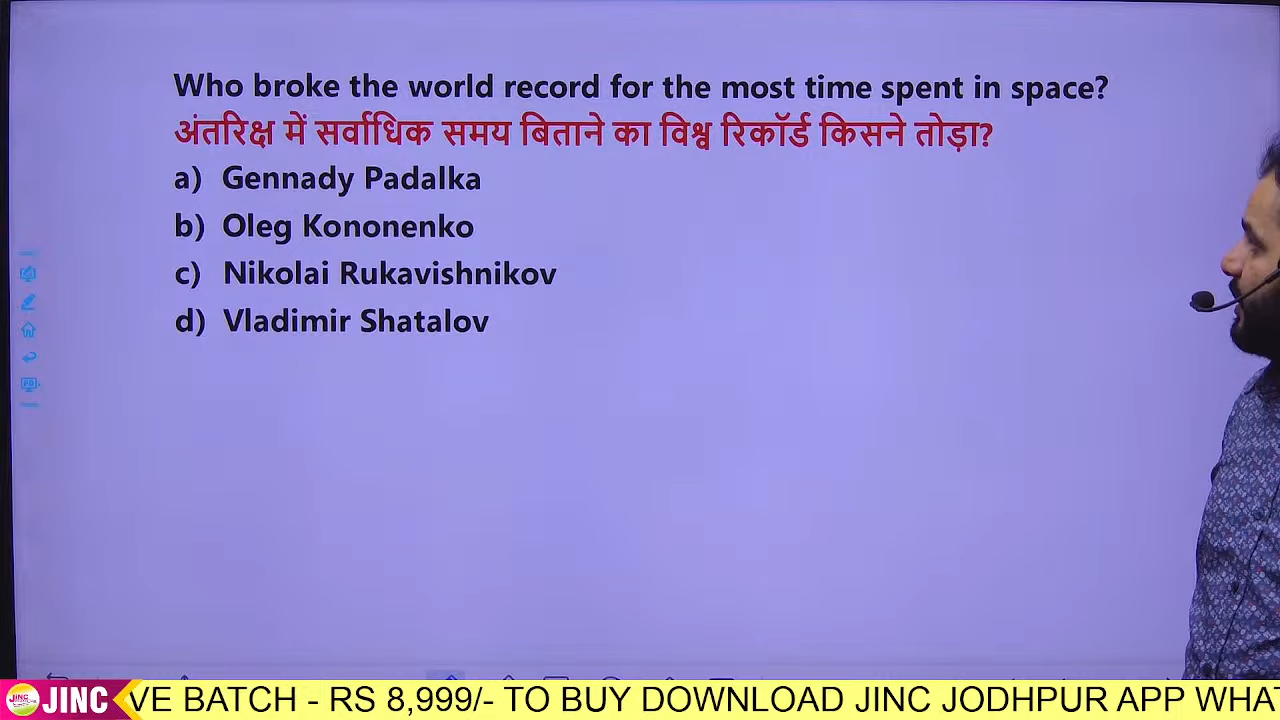 Who broke the world record for the most time spent in space?
अंतरिक्ष में सर्वाधिक समय बिताने का विश्व रिकॉर्ड किसने तोड़ा?
a) Gennady Padalka
b) Oleg Kononenko
c) Nikolai Rukavishnikov
d) Vladimir Shatalov
JINC VE BATCH - RS 8,999/- TO BUY DOWNLOAD JINC JODHPUR APP WHA